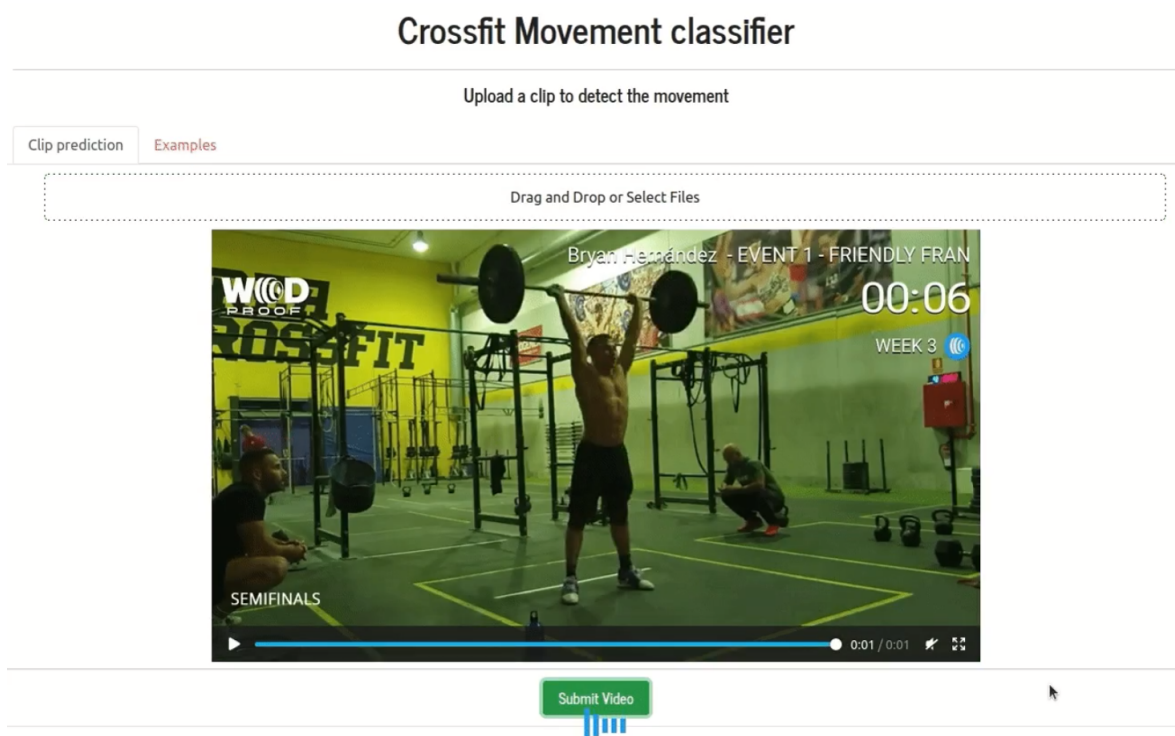 Crossfit Movement classifier
Upload a clip to detect the movement
Clip prediction
Examples
Drag and Drop or Select Files
Bryan Hernández - EVENT 1 - FRIENDLY FRAN
WOD
PROOF
00:06
WEEK 3
ROSSFIT
SEMIFINALS
0:01 / 0:01
Submit Video